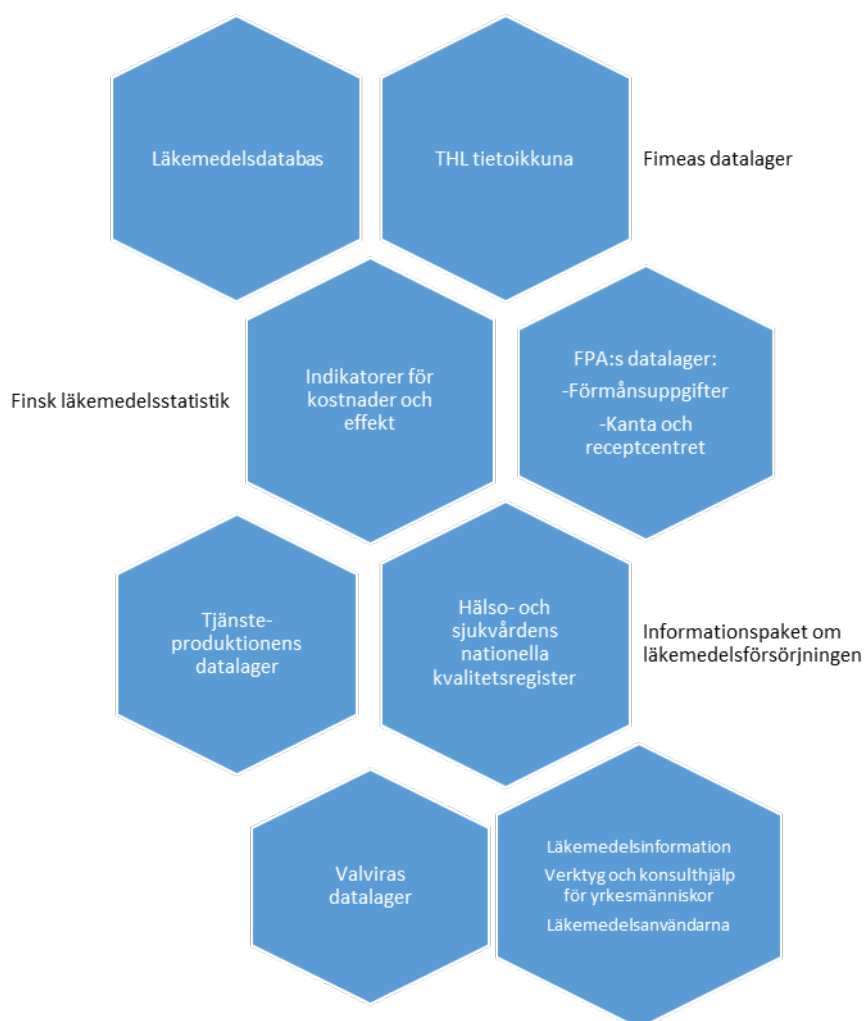 Läkemedelsdatabas
THL tietoikkuna
Fimeas datalager
Finsk läkemedelsstatistik
Indikatorer för
kostnader och
effekt
FPA:s datalager:
-Förmånsuppgifter
-Kanta och
receptcentret
Tjänste-
produktionens
datalager
Hälso- och
sjukvårdens
nationella
kvalitetsregister
Informationspaket om
läkemedelsförsörjningen
Valviras
datalager
Läkemedelsinformation
Verktyg och konsulthjälp
för yrkesmänniskor
Läkemedelsanvändarna